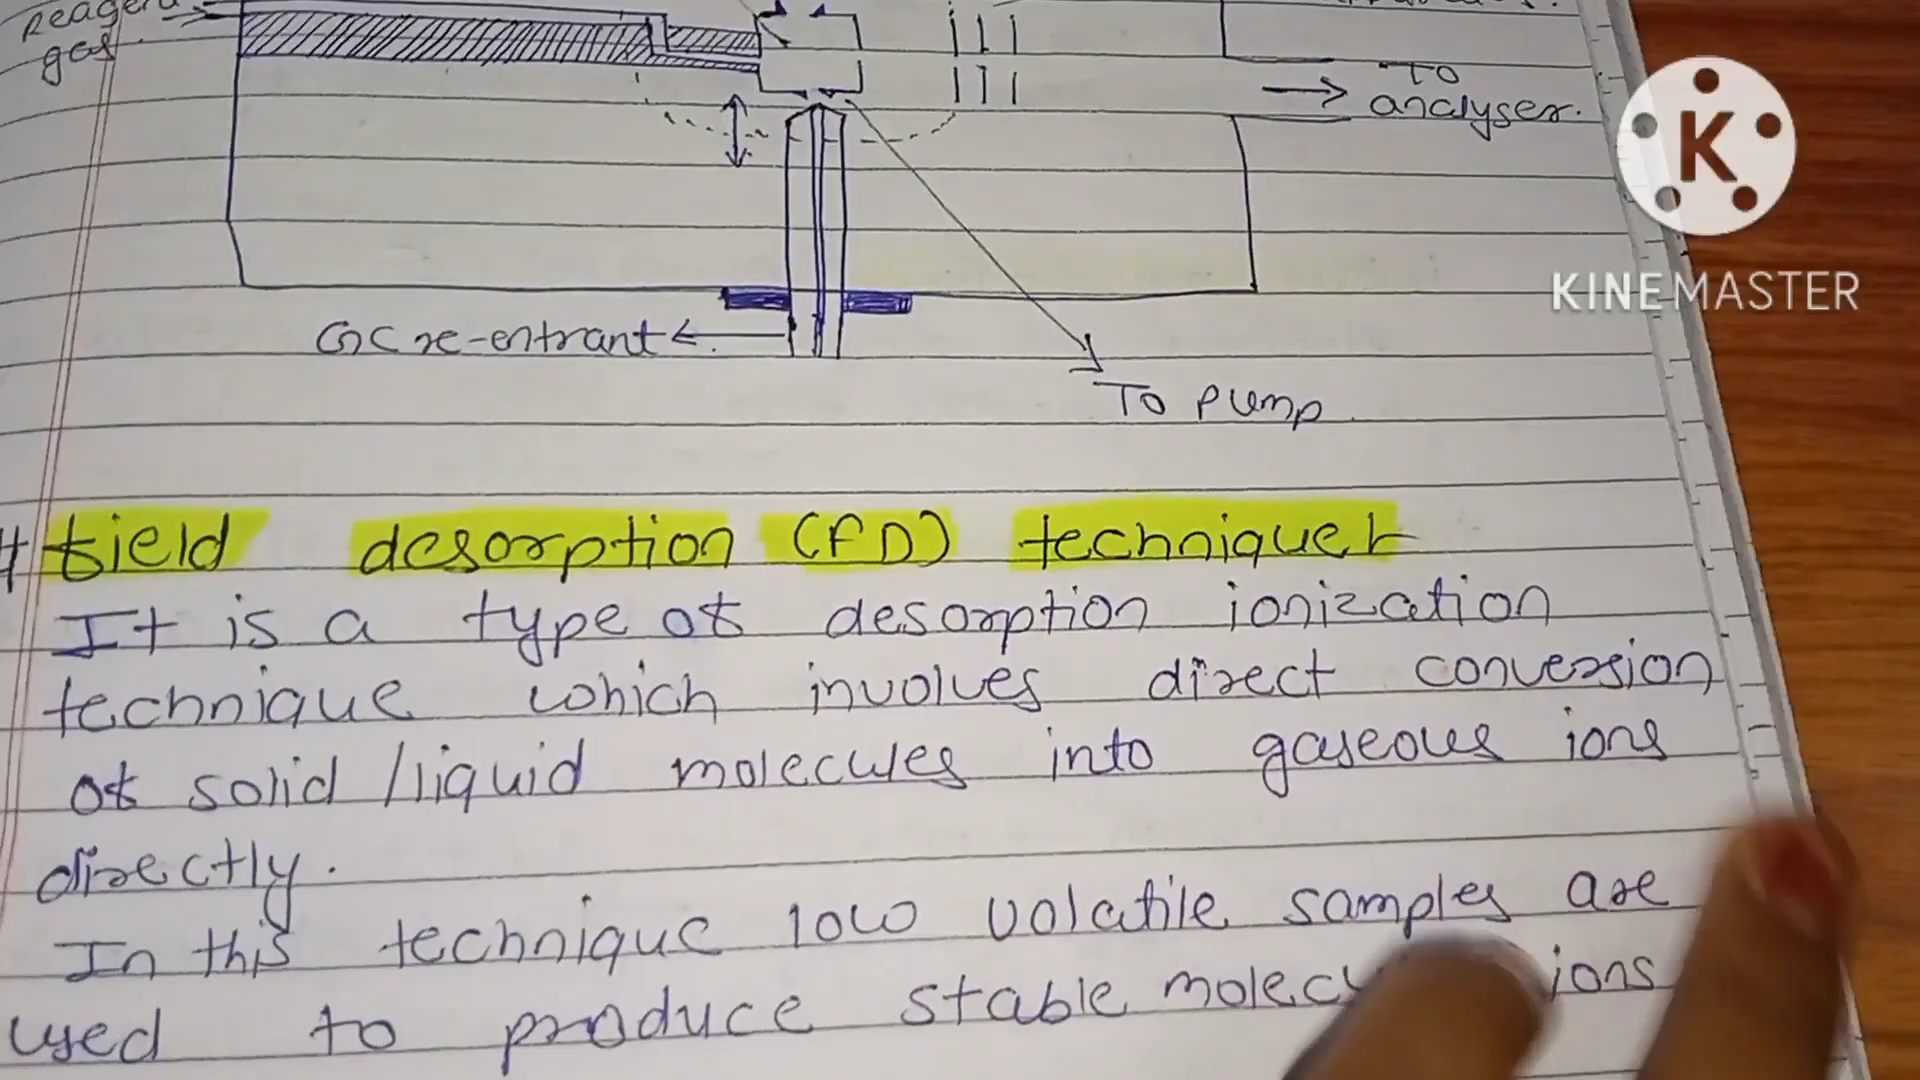 reagent
gas
To
analyser.
GC re-entrant
To pump
field desorption (FD) technique
It is a type of desorption ionization
technique which involves direct conversion
of solid/liquid molecules into gaseous ions
directly.
In this technique low volatile samples are
used to produce stable ions
K
KINEMASTER